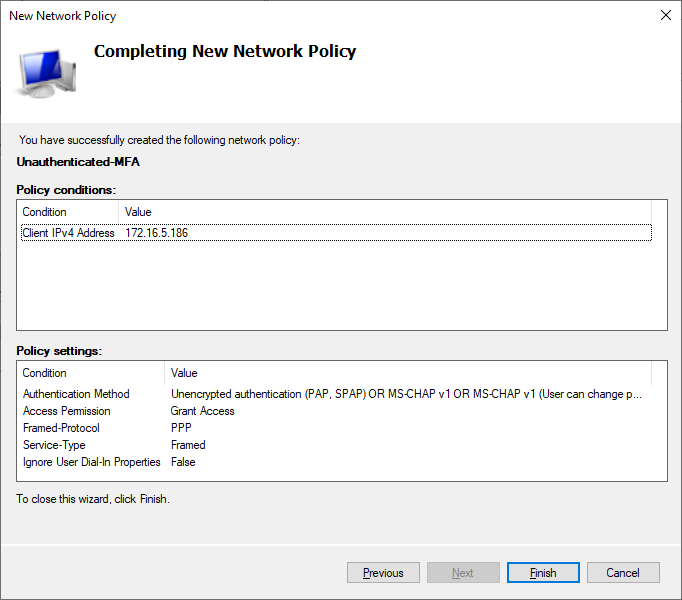 New Network Policy
Completing New Network Policy
You have successfully created the following network policy:
Unauthenticated-MFA
Policy conditions:
Condition Value
Client IPv4 Address 172.16.5.186
Policy settings:
Condition Value
Authentication Method Unencrypted authentication (PAP, SPAP) OR MS-CHAP v1 OR MS-CHAP v1 (User can change p...
Access Permission Grant Access
Framed-Protocol PPP
Service-Type Framed
Ignore User Dial-In Properties False
To close this wizard, click Finish.
Previous Next Finish Cancel